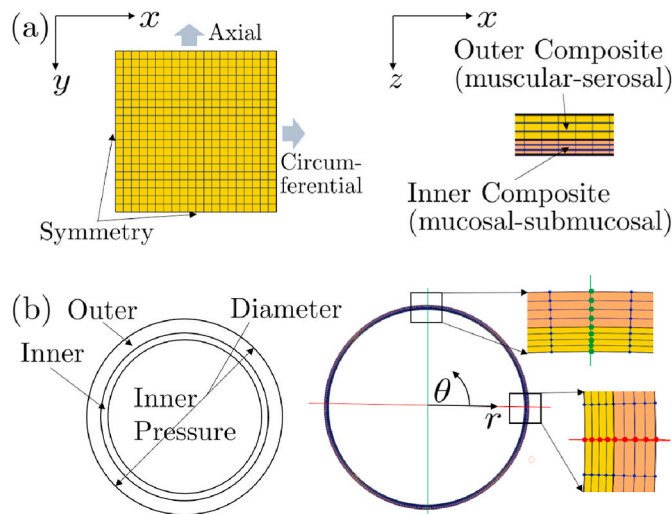 (a)
x
y
Axial
Circum-
ferential
Symmetry
x
z
Outer Composite
(muscular-serosal)
Inner Composite
(mucosal-submucosal)
(b)
Outer
Diameter
Inner
Inner
Pressure
θ
r